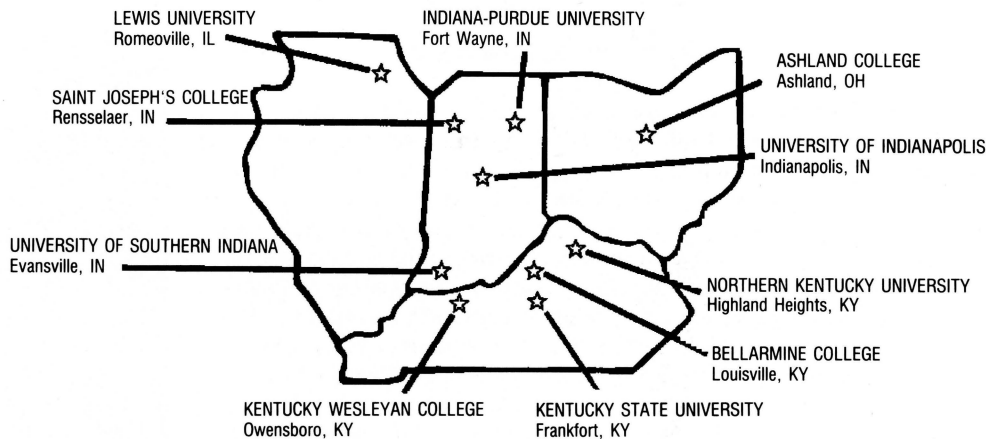 LEWIS UNIVERSITY
Romeoville, IL
INDIANA-PURDUE UNIVERSITY
Fort Wayne, IN
ASHLAND COLLEGE
Ashland, OH
SAINT JOSEPH'S COLLEGE
Rensselaer, IN
UNIVERSITY OF INDIANAPOLIS
Indianapolis, IN
UNIVERSITY OF SOUTHERN INDIANA
Evansville, IN
NORTHERN KENTUCKY UNIVERSITY
Highland Heights, KY
BELLARMINE COLLEGE
Louisville, KY
KENTUCKY WESLEYAN COLLEGE
Owensboro, KY
KENTUCKY STATE UNIVERSITY
Frankfort, KY